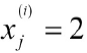 x_j^{(i)} = 2